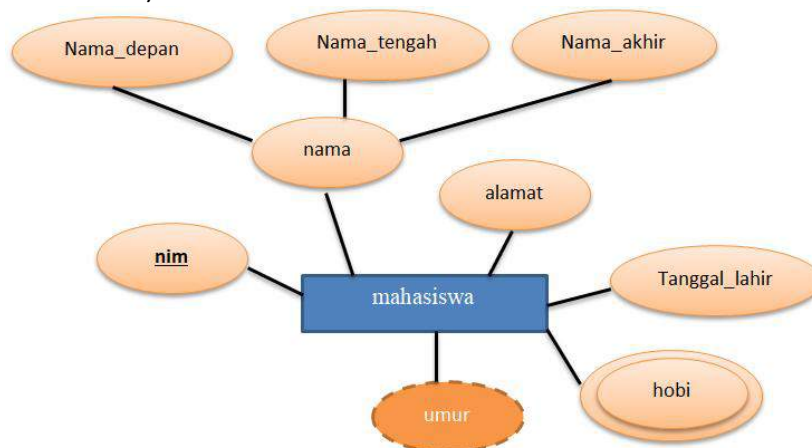 Nama_depan
Nama_tengah
Nama_akhir
nama
alamat
nim
mahasiswa
Tanggal_lahir
hobi
umur